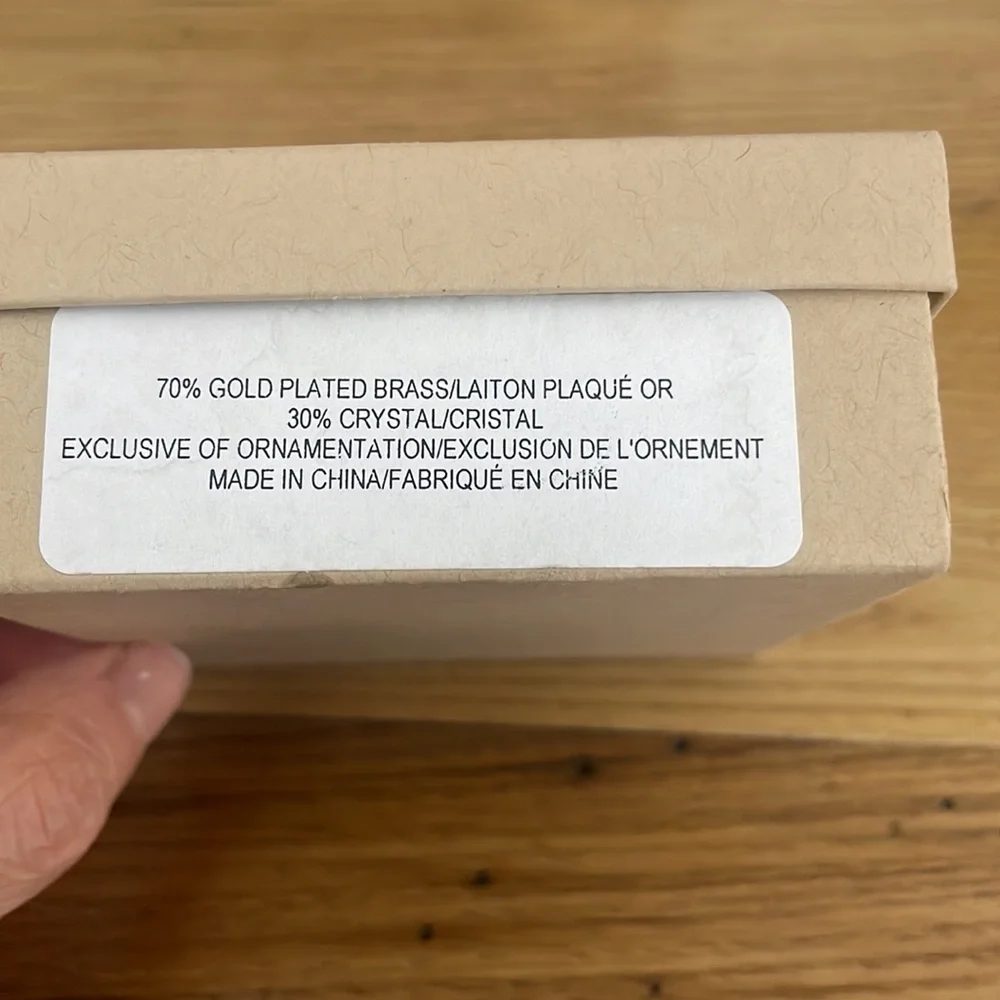 70% GOLD PLATED BRASS/LAITON PLAQUÉ OR
30% CRYSTAL/CRISTAL
EXCLUSIVE OF ORNAMENTATION/EXCLUSION DE L'ORNEMENT
MADE IN CHINA/FABRIQUÉ EN CHINE